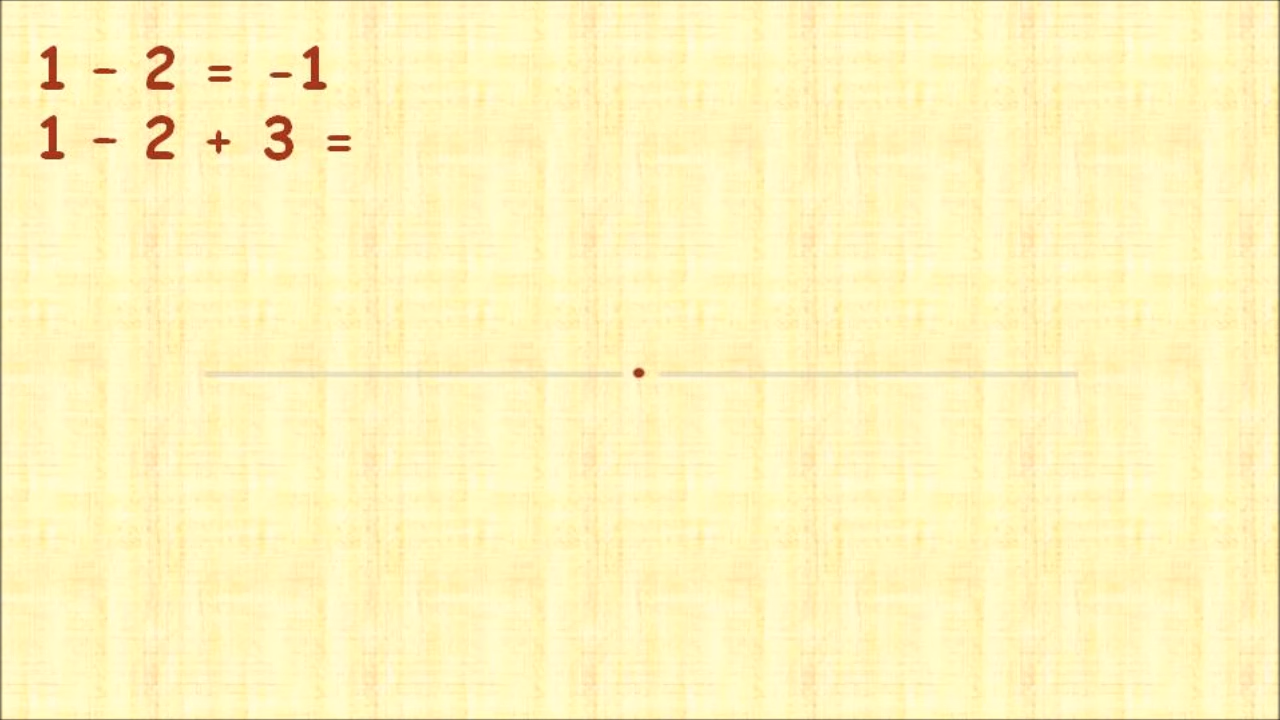 1 - 2 = -1
1 - 2 + 3 =